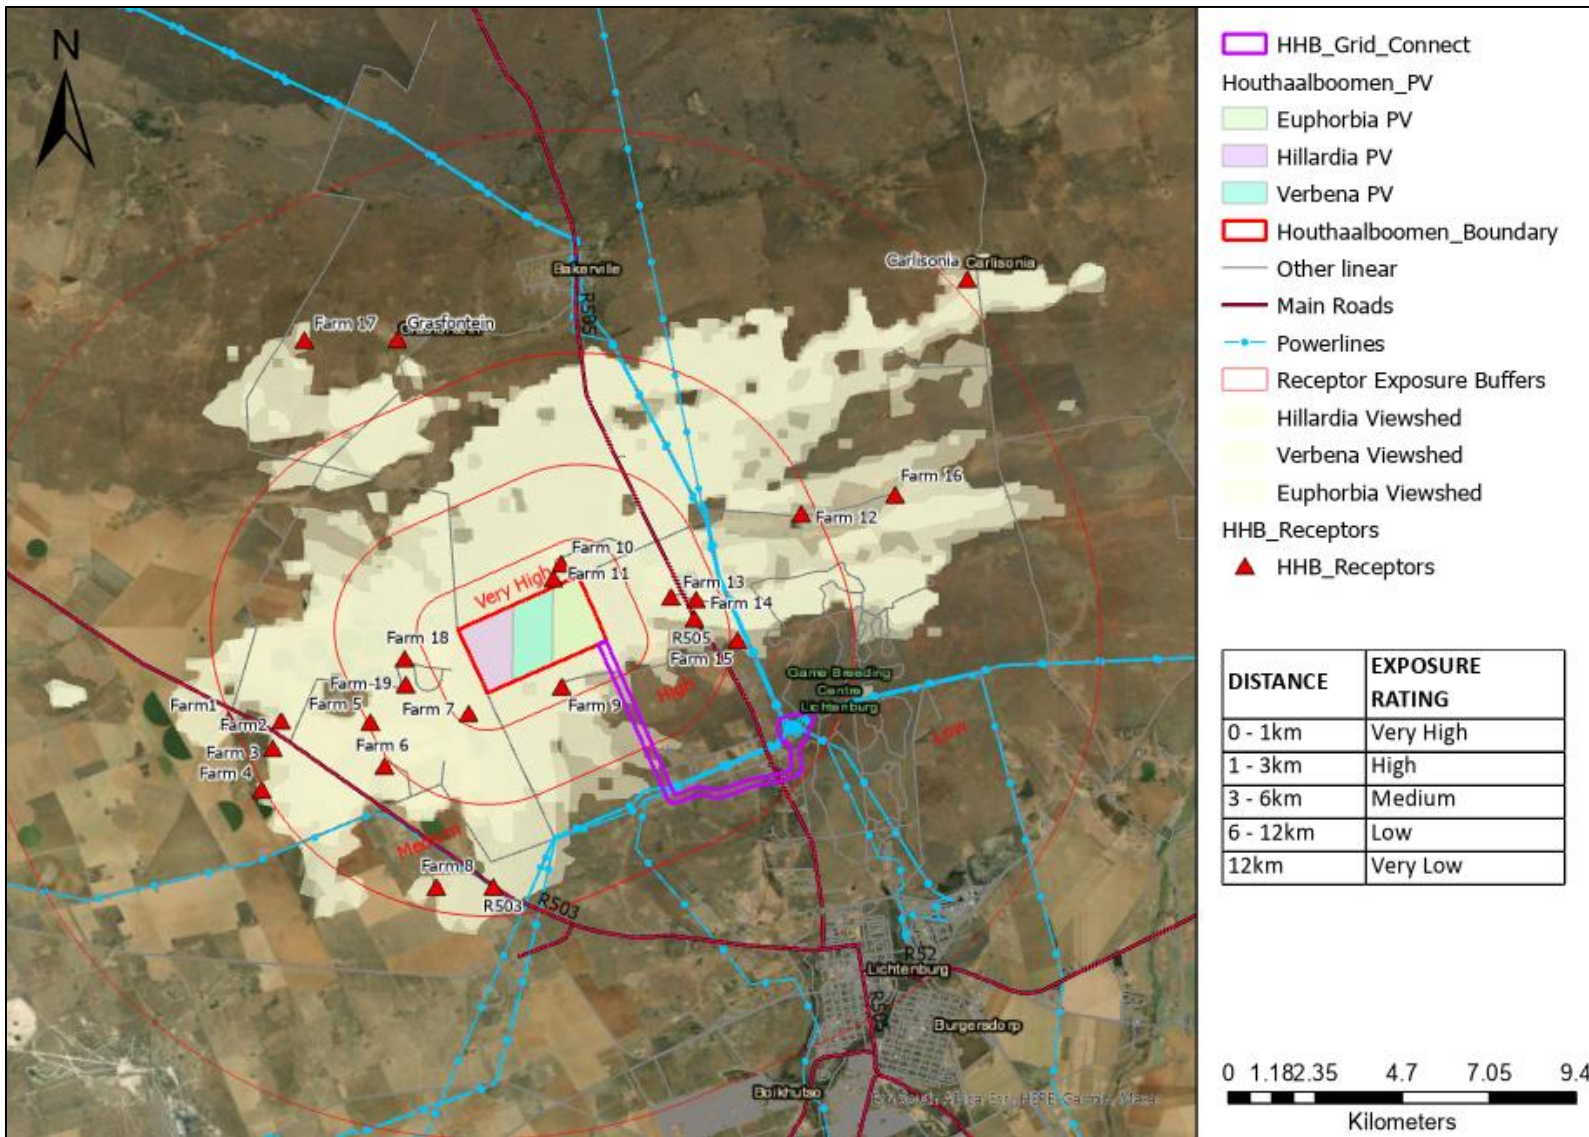 N
Bakerville
R505
Carlisonia
Carlisonia
Farm 17
Grasfontein
Farm 16
Farm 12
Farm 10
Very High
Farm 11
Farm 13
Farm 14
R505
Farm 15
Farm 18
Farm 19
Farm1
Farm2
Farm 5
Farm 7
Farm 9
High
Game Breeding
Centre
Lichtenburg
Low
Farm 3
Farm 6
Farm 4
Medium
Farm 8
R503
R503
R52
Lichtenburg
R505
Burgersdorp
Boikhutso
HHB_Grid_Connect
Houthaalboomen_PV
Euphorbia PV
Hillardia PV
Verbena PV
Houthaalboomen_Boundary
Other linear
Main Roads
Powerlines
Receptor Exposure Buffers
Hillardia Viewshed
Verbena Viewshed
Euphorbia Viewshed
HHB_Receptors
HHB_Receptors
DISTANCE EXPOSURE
RATING
0 - 1km Very High
1 - 3km High
3 - 6km Medium
6 - 12km Low
12km Very Low
0 1.182.35 4.7 7.05 9.4
Kilometers